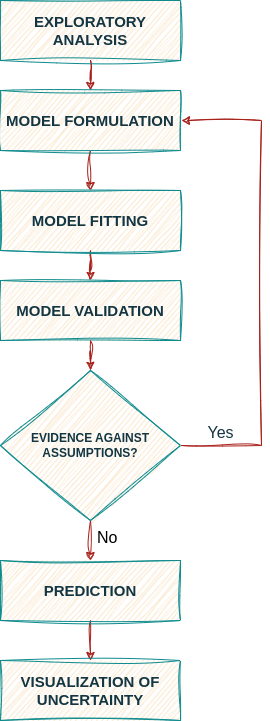 EXPLORATORY
ANALYSIS
MODEL FORMULATION
MODEL FITTING
MODEL VALIDATION
EVIDENCE AGAINST
ASSUMPTIONS?
Yes
No
PREDICTION
VISUALIZATION OF
UNCERTAINTY